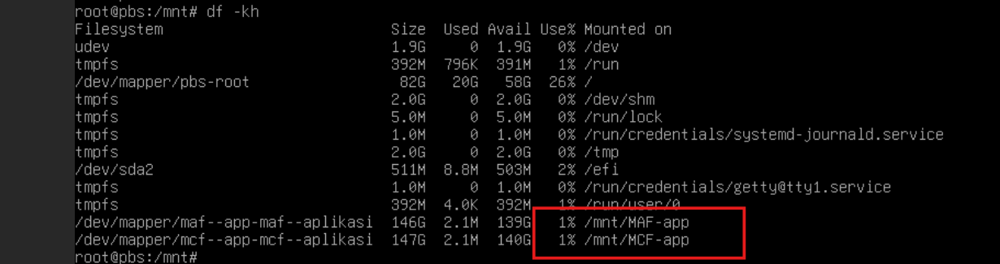 root@pbs:/mnt# df -kh
Filesystem                           Size  Used Avail Use% Mounted on
udev                                 1.9G     0  1.9G   0% /dev
tmpfs                                392M  796K  391M   1% /run
/dev/mapper/pbs-root                  82G   20G   58G  26% /
tmpfs                                2.0G     0  2.0G   0% /dev/shm
tmpfs                                5.0M     0  5.0M   0% /run/lock
tmpfs                                1.0M     0  1.0M   0% /run/credentials/systemd-journald.service
tmpfs                                2.0G     0  2.0G   0% /tmp
/dev/sda2                            511M  8.8M  503M   2% /efi
tmpfs                                1.0M     0  1.0M   0% /run/credentials/getty@tty1.service
tmpfs                                392M  4.0K  392M   1% /run/user/0
/dev/mapper/maf--app-maf--aplikasi   146G  2.1M  139G   1% /mnt/MAF-app
/dev/mapper/mcf--app-mcf--aplikasi   147G  2.1M  140G   1% /mnt/MCF-app
root@pbs:/mnt#